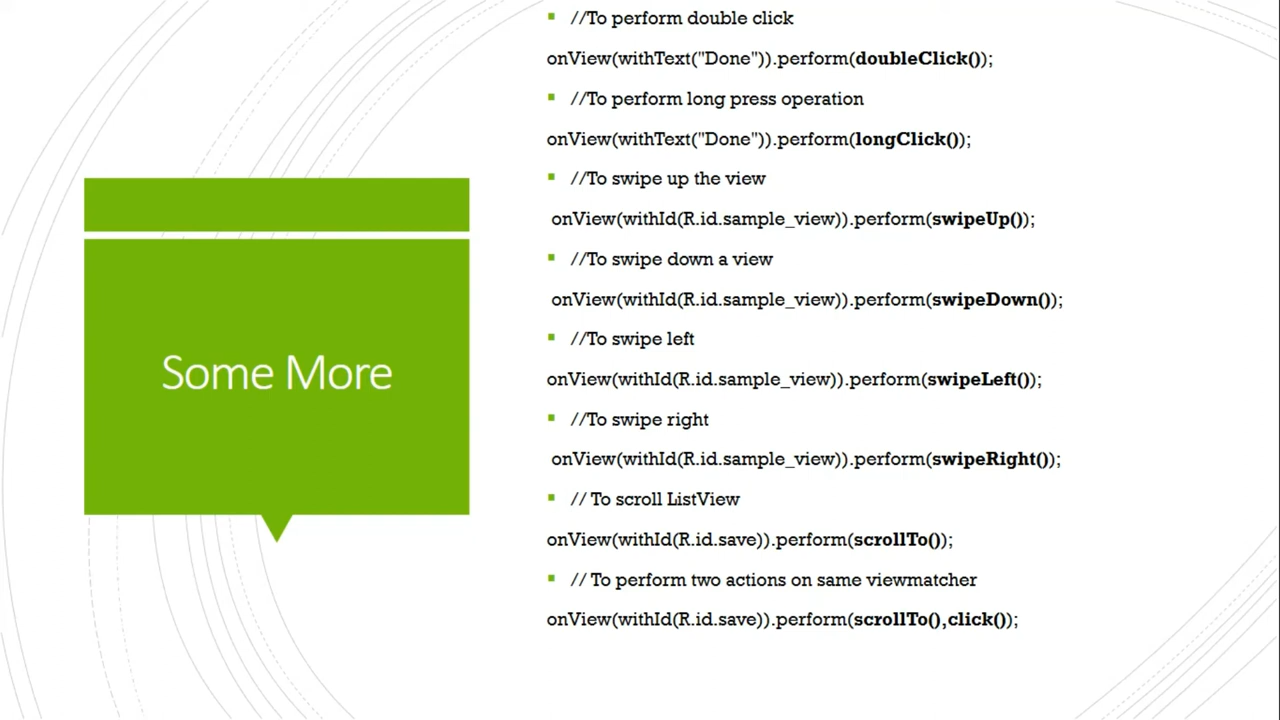 Some More
//To perform double click
onView(withText("Done")).perform(doubleClick());
//To perform long press operation
onView(withText("Done")).perform(longClick());
//To swipe up the view
onView(withId(R.id.sample_view)).perform(swipeUp());
//To swipe down a view
onView(withId(R.id.sample_view)).perform(swipeDown());
//To swipe left
onView(withId(R.id.sample_view)).perform(swipeLeft());
//To swipe right
onView(withId(R.id.sample_view)).perform(swipeRight());
// To scroll ListView
onView(withId(R.id.save)).perform(scrollTo());
// To perform two actions on same viewmatcher
onView(withId(R.id.save)).perform(scrollTo(),click());